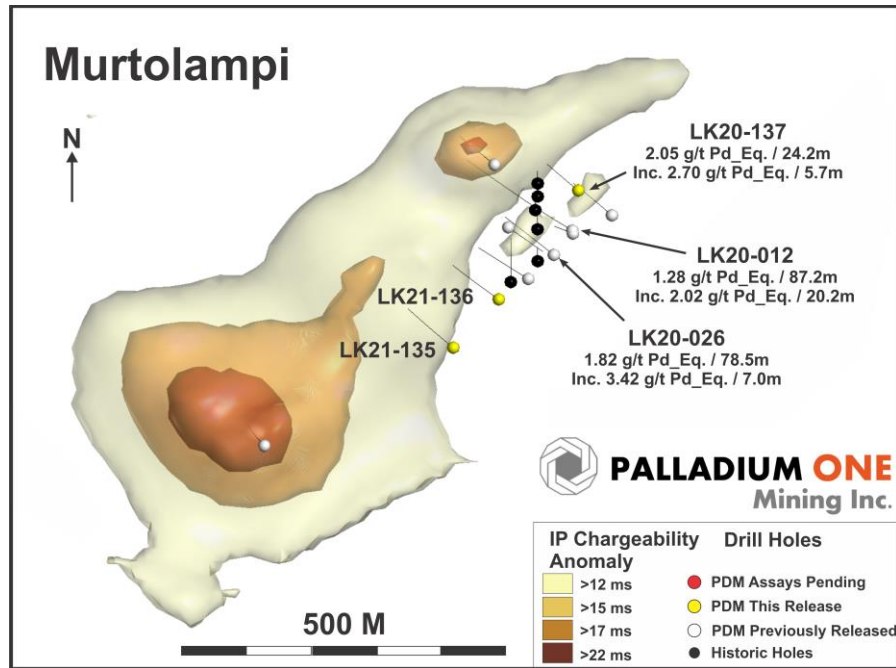 Murtolampi
N
LK20-137
2.05 g/t Pd_Eq. / 24.2m
Inc. 2.70 g/t Pd_Eq. / 5.7m
LK20-012
1.28 g/t Pd_Eq. / 87.2m
Inc. 2.02 g/t Pd_Eq. / 20.2m
LK21-136
LK20-026
1.82 g/t Pd_Eq. / 78.5m
Inc. 3.42 g/t Pd_Eq. / 7.0m
LK21-135
PALLADIUM ONE
Mining Inc.
IP Chargeability Anomaly
>12 ms
>15 ms
>17 ms
>22 ms
Drill Holes
PDM Assays Pending
PDM This Release
PDM Previously Released
Historic Holes
500 M